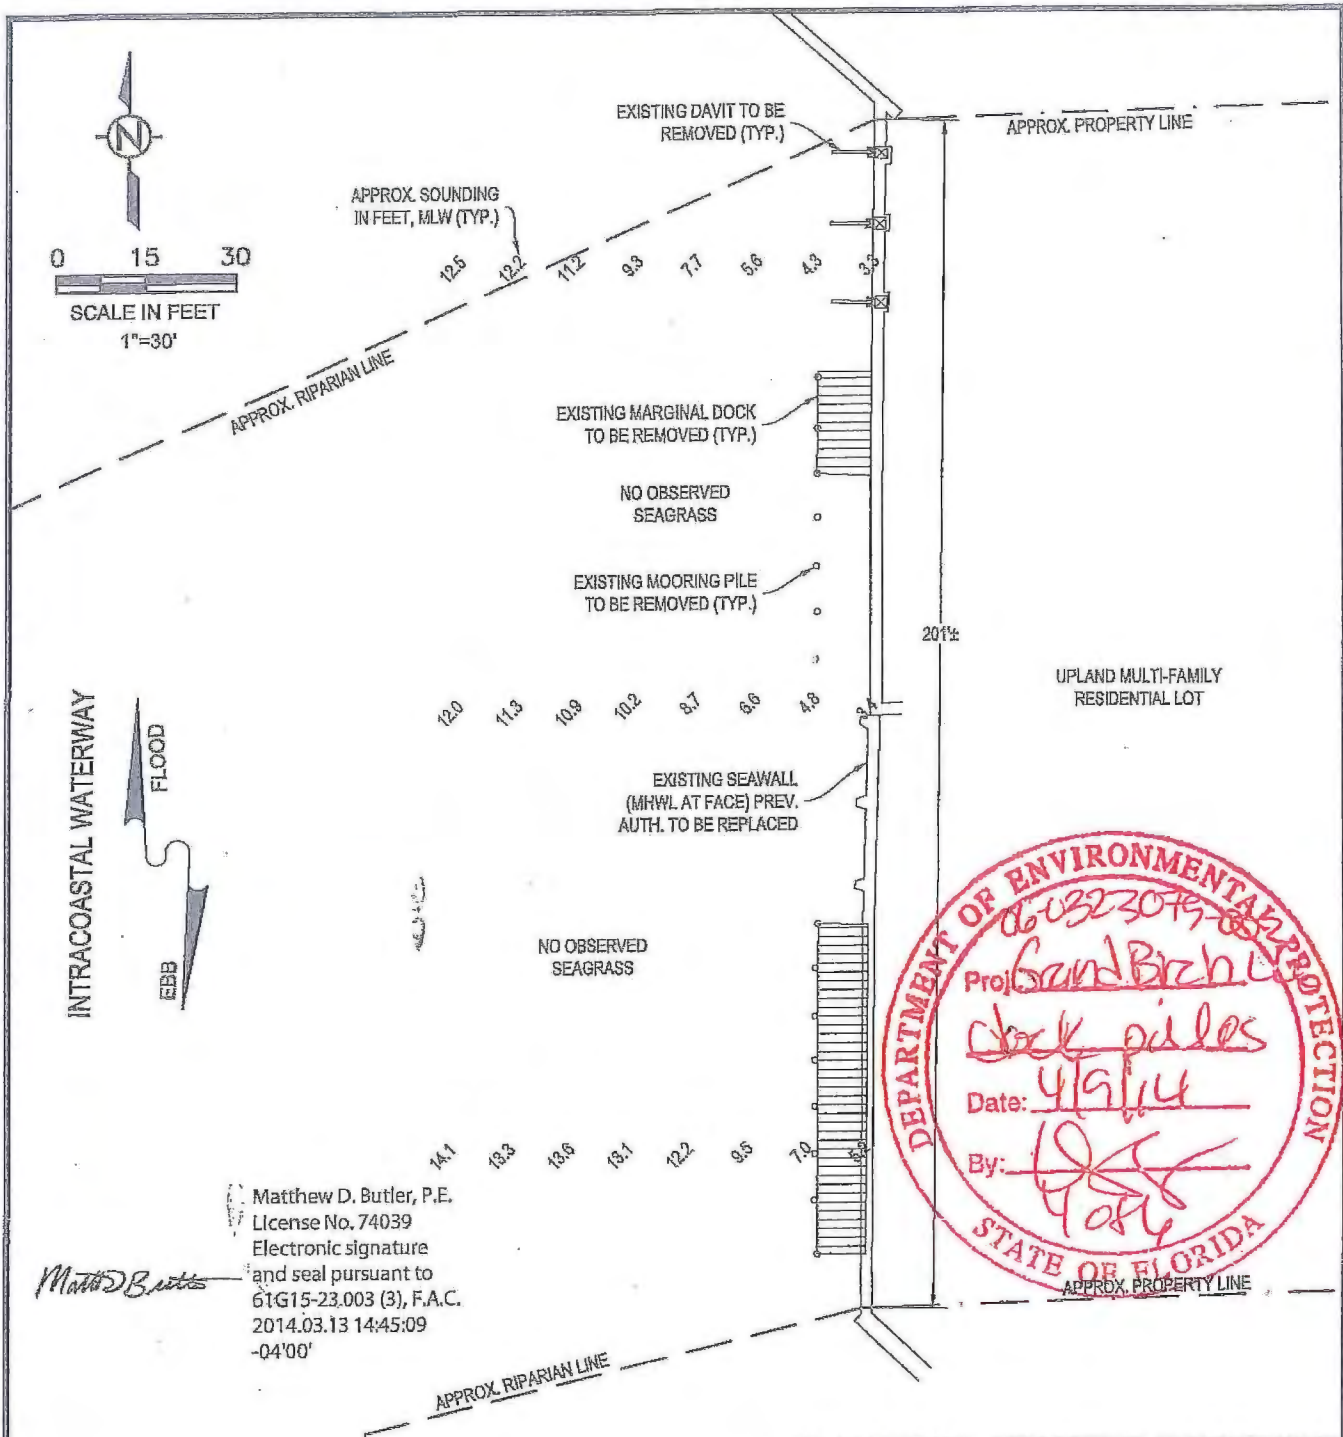 EXISTING DAVIT TO BE
REMOVED (TYP.)
APPROX. PROPERTY LINE
N
APPROX. SOUNDING
IN FEET, MLW (TYP.)
0 15 30
SCALE IN FEET
1"=30'
12.5 12.2 11.2 9.3 7.7 5.6 4.3 3.3
APPROX. RIPARIAN LINE
EXISTING MARGINAL DOCK
TO BE REMOVED (TYP.)
NO OBSERVED
SEAGRASS
EXISTING MOORING PILE
TO BE REMOVED (TYP.)
201'±
UPLAND MULTI-FAMILY
RESIDENTIAL LOT
12.0 11.3 10.9 10.2 8.7 6.6 4.8
INTRACOASTAL WATERWAY
FLOOD
EBB
EXISTING SEAWALL
(MHWL AT FACE) PREV.
AUTH. TO BE REPLACED
NO OBSERVED
SEAGRASS
DEPARTMENT OF ENVIRONMENTAL PROTECTION
Proj Grand Birch
dock piles
Date: 4/9/14
By:
STATE OF FLORIDA
14.1 13.3 13.6 13.1 12.2 9.5 7.0
Matthew D. Butler, P.E.
License No. 74039
Electronic signature
and seal pursuant to
61G15-23.003 (3), F.A.C.
2014.03.13 14:45:09
-04'00'
APPROX. PROPERTY LINE
APPROX. RIPARIAN LINE